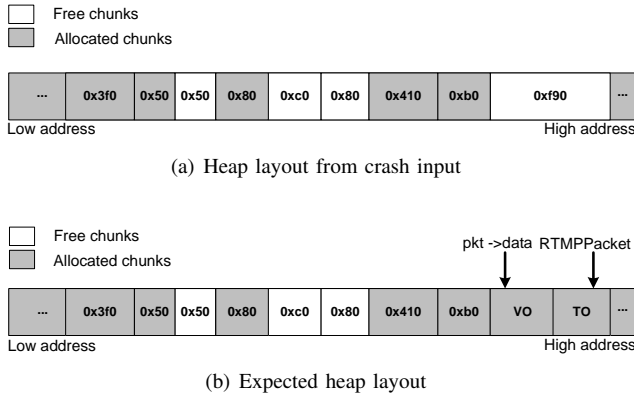 Free chunks
Allocated chunks
... 0x3f0 0x50 0x50 0x80 0xc0 0x80 0x410 0xb0 0xf90 ...
Low address High address
(a) Heap layout from crash input
Free chunks
Allocated chunks
pkt ->data RTMPPacket
... 0x3f0 0x50 0x50 0x80 0xc0 0x80 0x410 0xb0 VO TO ...
Low address High address
(b) Expected heap layout